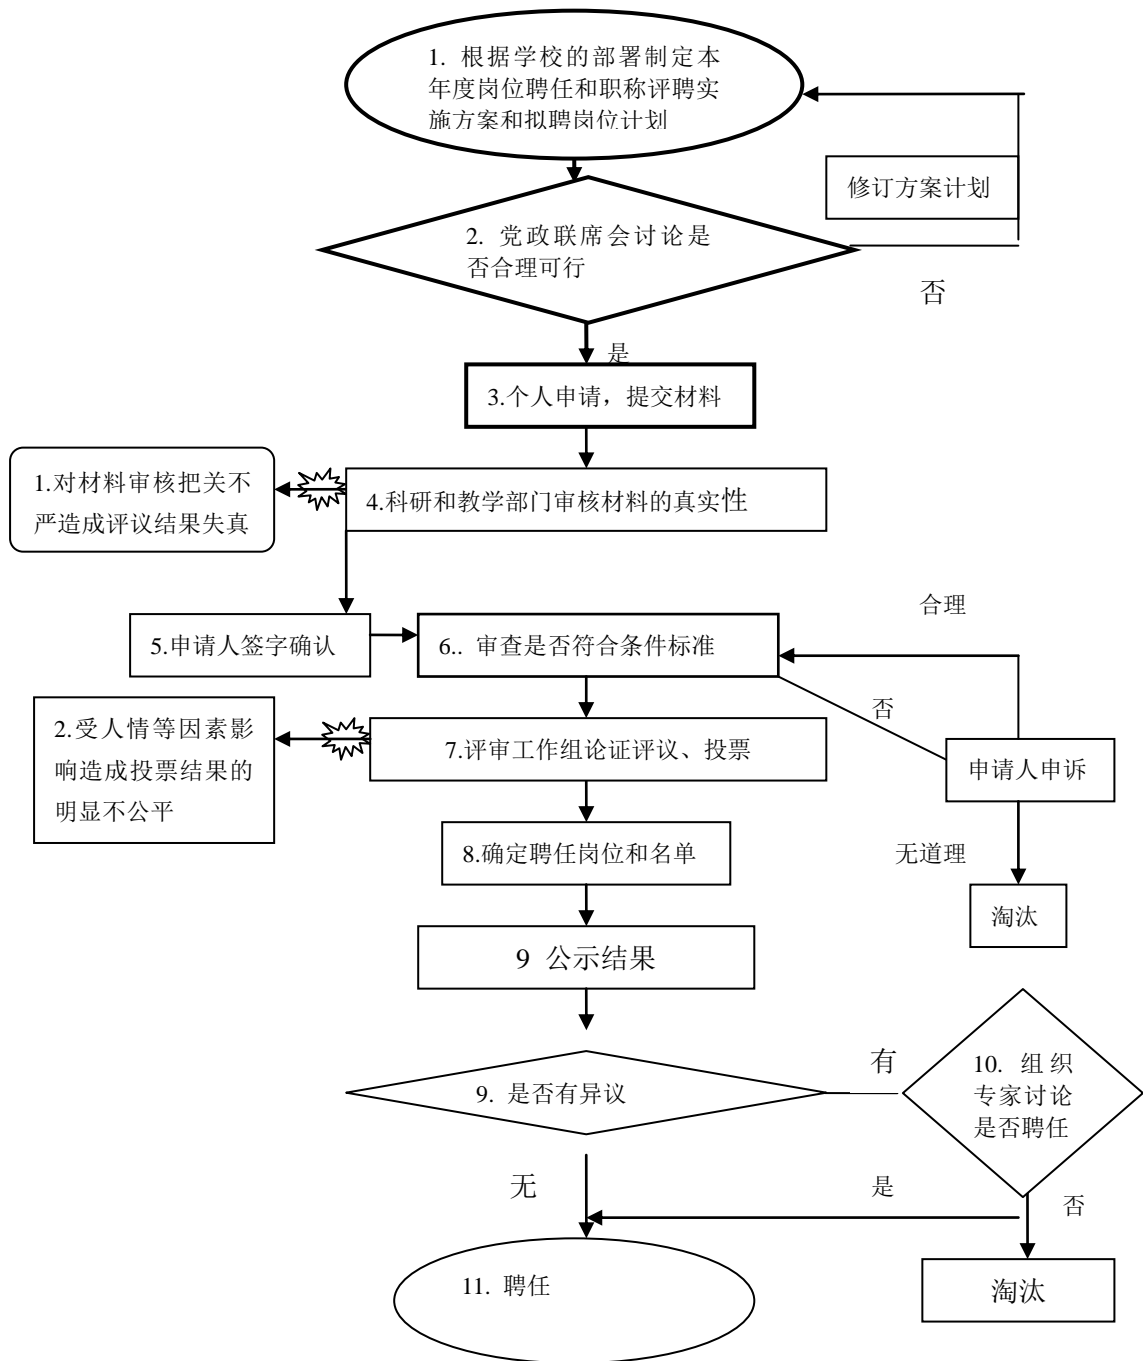 1. 根据学校的部署制定本
年度岗位聘任和职称评聘实
施方案和拟聘岗位计划
修订方案计划
2. 党政联席会讨论是
否合理可行
否
是
3.个人申请，提交材料
1.对材料审核把关不
严造成评议结果失真
4.科研和教学部门审核材料的真实性
合理
5.申请人签字确认
6.. 审查是否符合条件标准
否
2.受人情等因素影
响造成投票结果的
明显不公平
7.评审工作组论证评议、投票
申请人申诉
8.确定聘任岗位和名单
无道理
淘汰
9 公示结果
有
10. 组织
专家讨论
是否聘任
9. 是否有异议
无
是
否
11. 聘任
淘汰